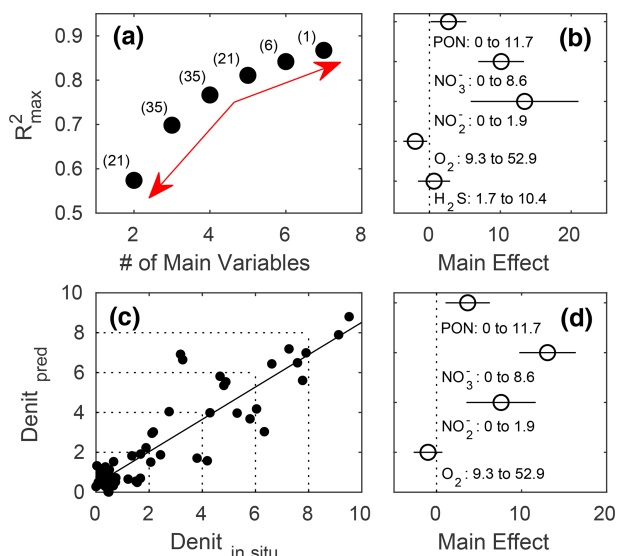 (a)
(21)
(35)
(35)
(21)
(6)
(1)
0.9
0.8
0.7
0.6
0.5
R²max
2
4
6
8
# of Main Variables
(b)
PON: 0 to 11.7
NO₃⁻: 0 to 8.6
NO₂⁻: 0 to 1.9
O₂: 9.3 to 52.9
H₂S: 1.7 to 10.4
0
10
20
Main Effect
(c)
10
8
6
4
2
0
Denit pred
0
2
4
6
8
10
Denit in situ
(d)
PON: 0 to 11.7
NO₃⁻: 0 to 8.6
NO₂⁻: 0 to 1.9
O₂: 9.3 to 52.9
0
10
20
Main Effect